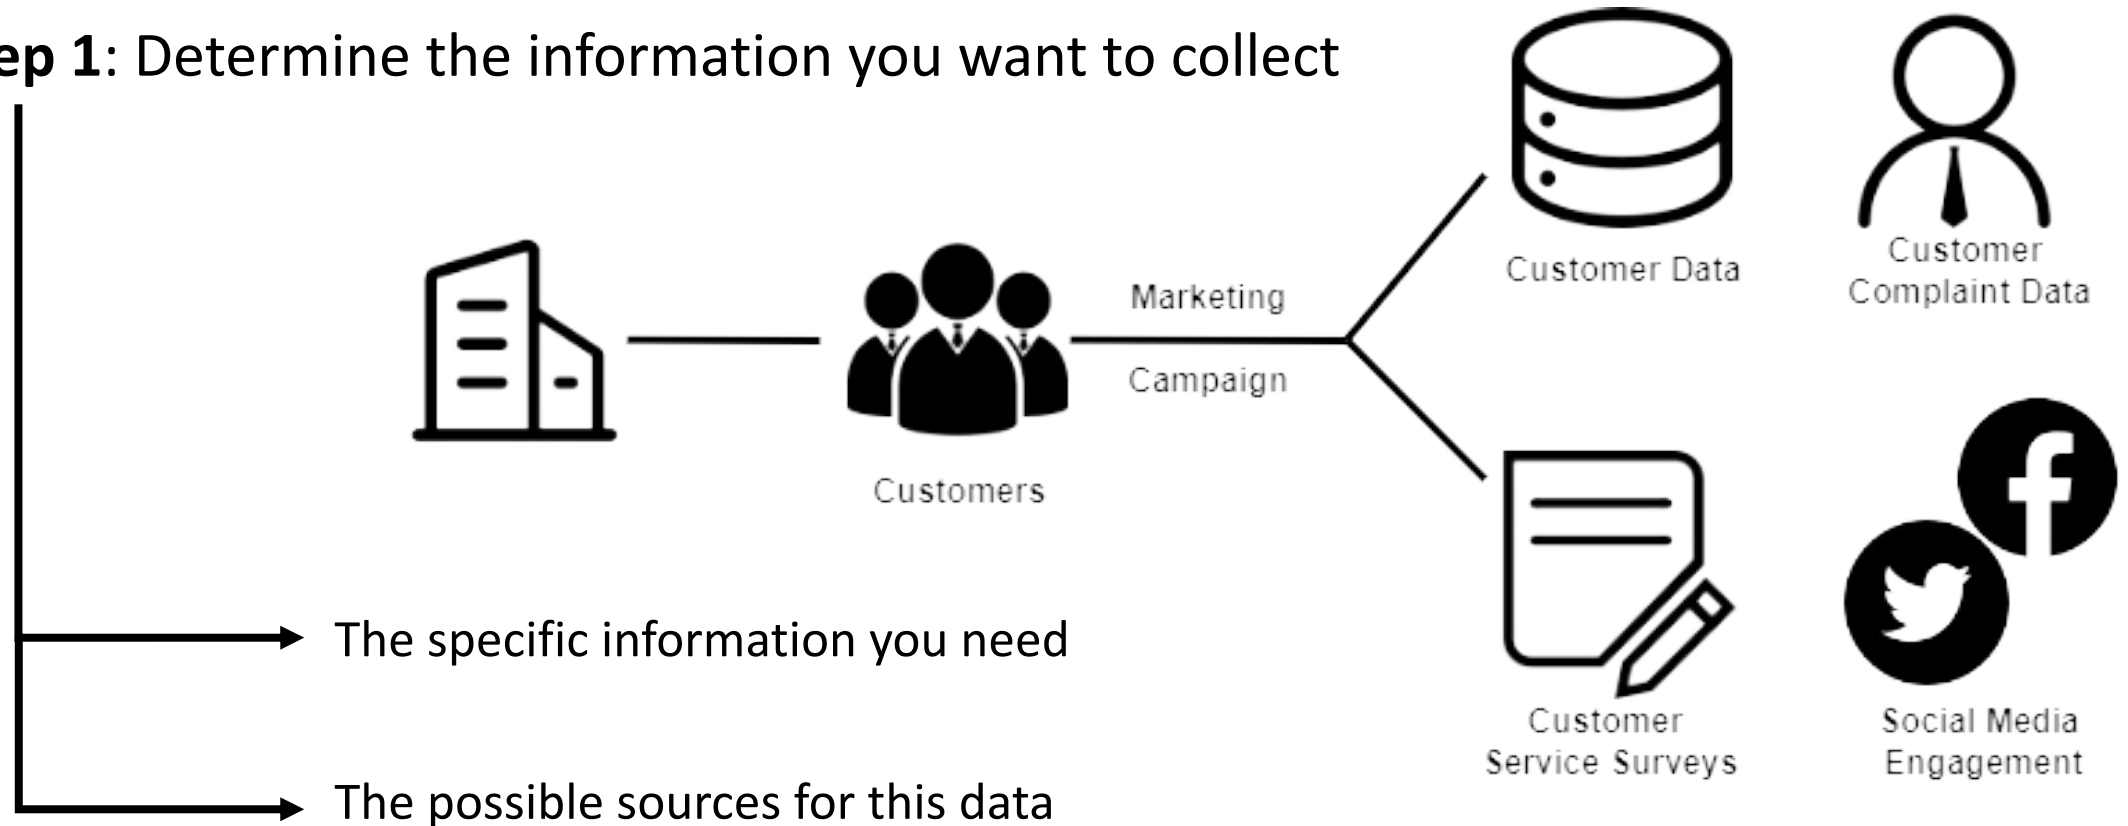 ep 1: Determine the information you want to collect
Customer Data
Customer
Complaint Data
Marketing
Campaign
Customers
Customer
Service Surveys
Social Media
Engagement
The specific information you need
The possible sources for this data